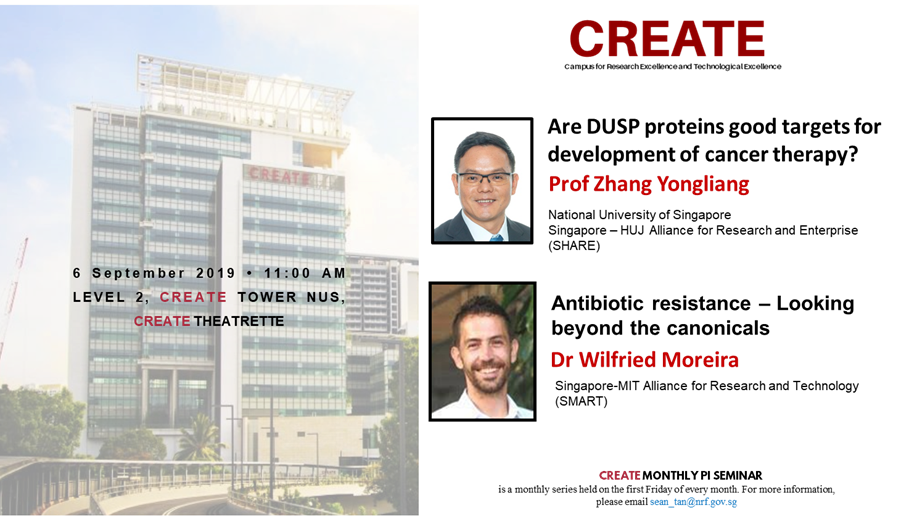 CREATE
6 September 2019 • 11:00 AM
LEVEL 2, CREATE TOWER NUS,
CREATE THEATRETTE
CREATE
Campus for Research Excellence and Technological Excellence
Are DUSP proteins good targets for
development of cancer therapy?
Prof Zhang Yongliang
National University of Singapore
Singapore – HUJ Alliance for Research and Enterprise
(SHARE)
Antibiotic resistance – Looking
beyond the canonicals
Dr Wilfried Moreira
Singapore-MIT Alliance for Research and Technology
(SMART)
CREATE MONTHLY PI SEMINAR
is a monthly series held on the first Friday of every month. For more information,
please email sean_tan@nrf.gov.sg